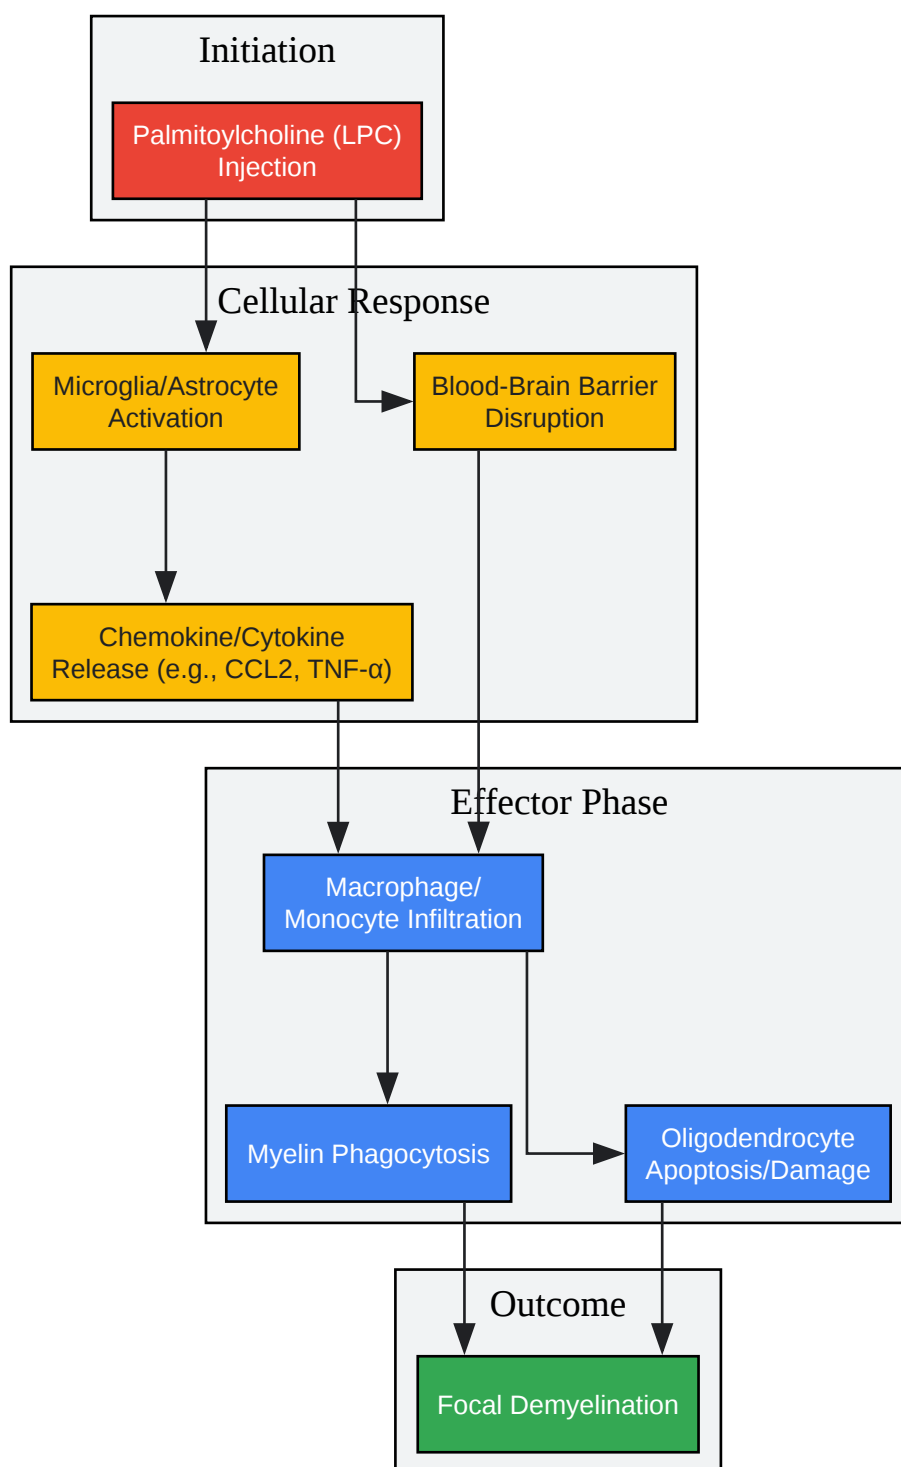 Initiation
Palmitoylcholine (LPC)
Injection
Cellular Response
Microglia/Astrocyte
Activation
Blood-Brain Barrier
Disruption
Chemokine/Cytokine
Release (e.g., CCL2, TNF-α)
Effector Phase
Macrophage/
Monocyte Infiltration
Myelin Phagocytosis
Oligodendrocyte
Apoptosis/Damage
Outcome
Focal Demyelination